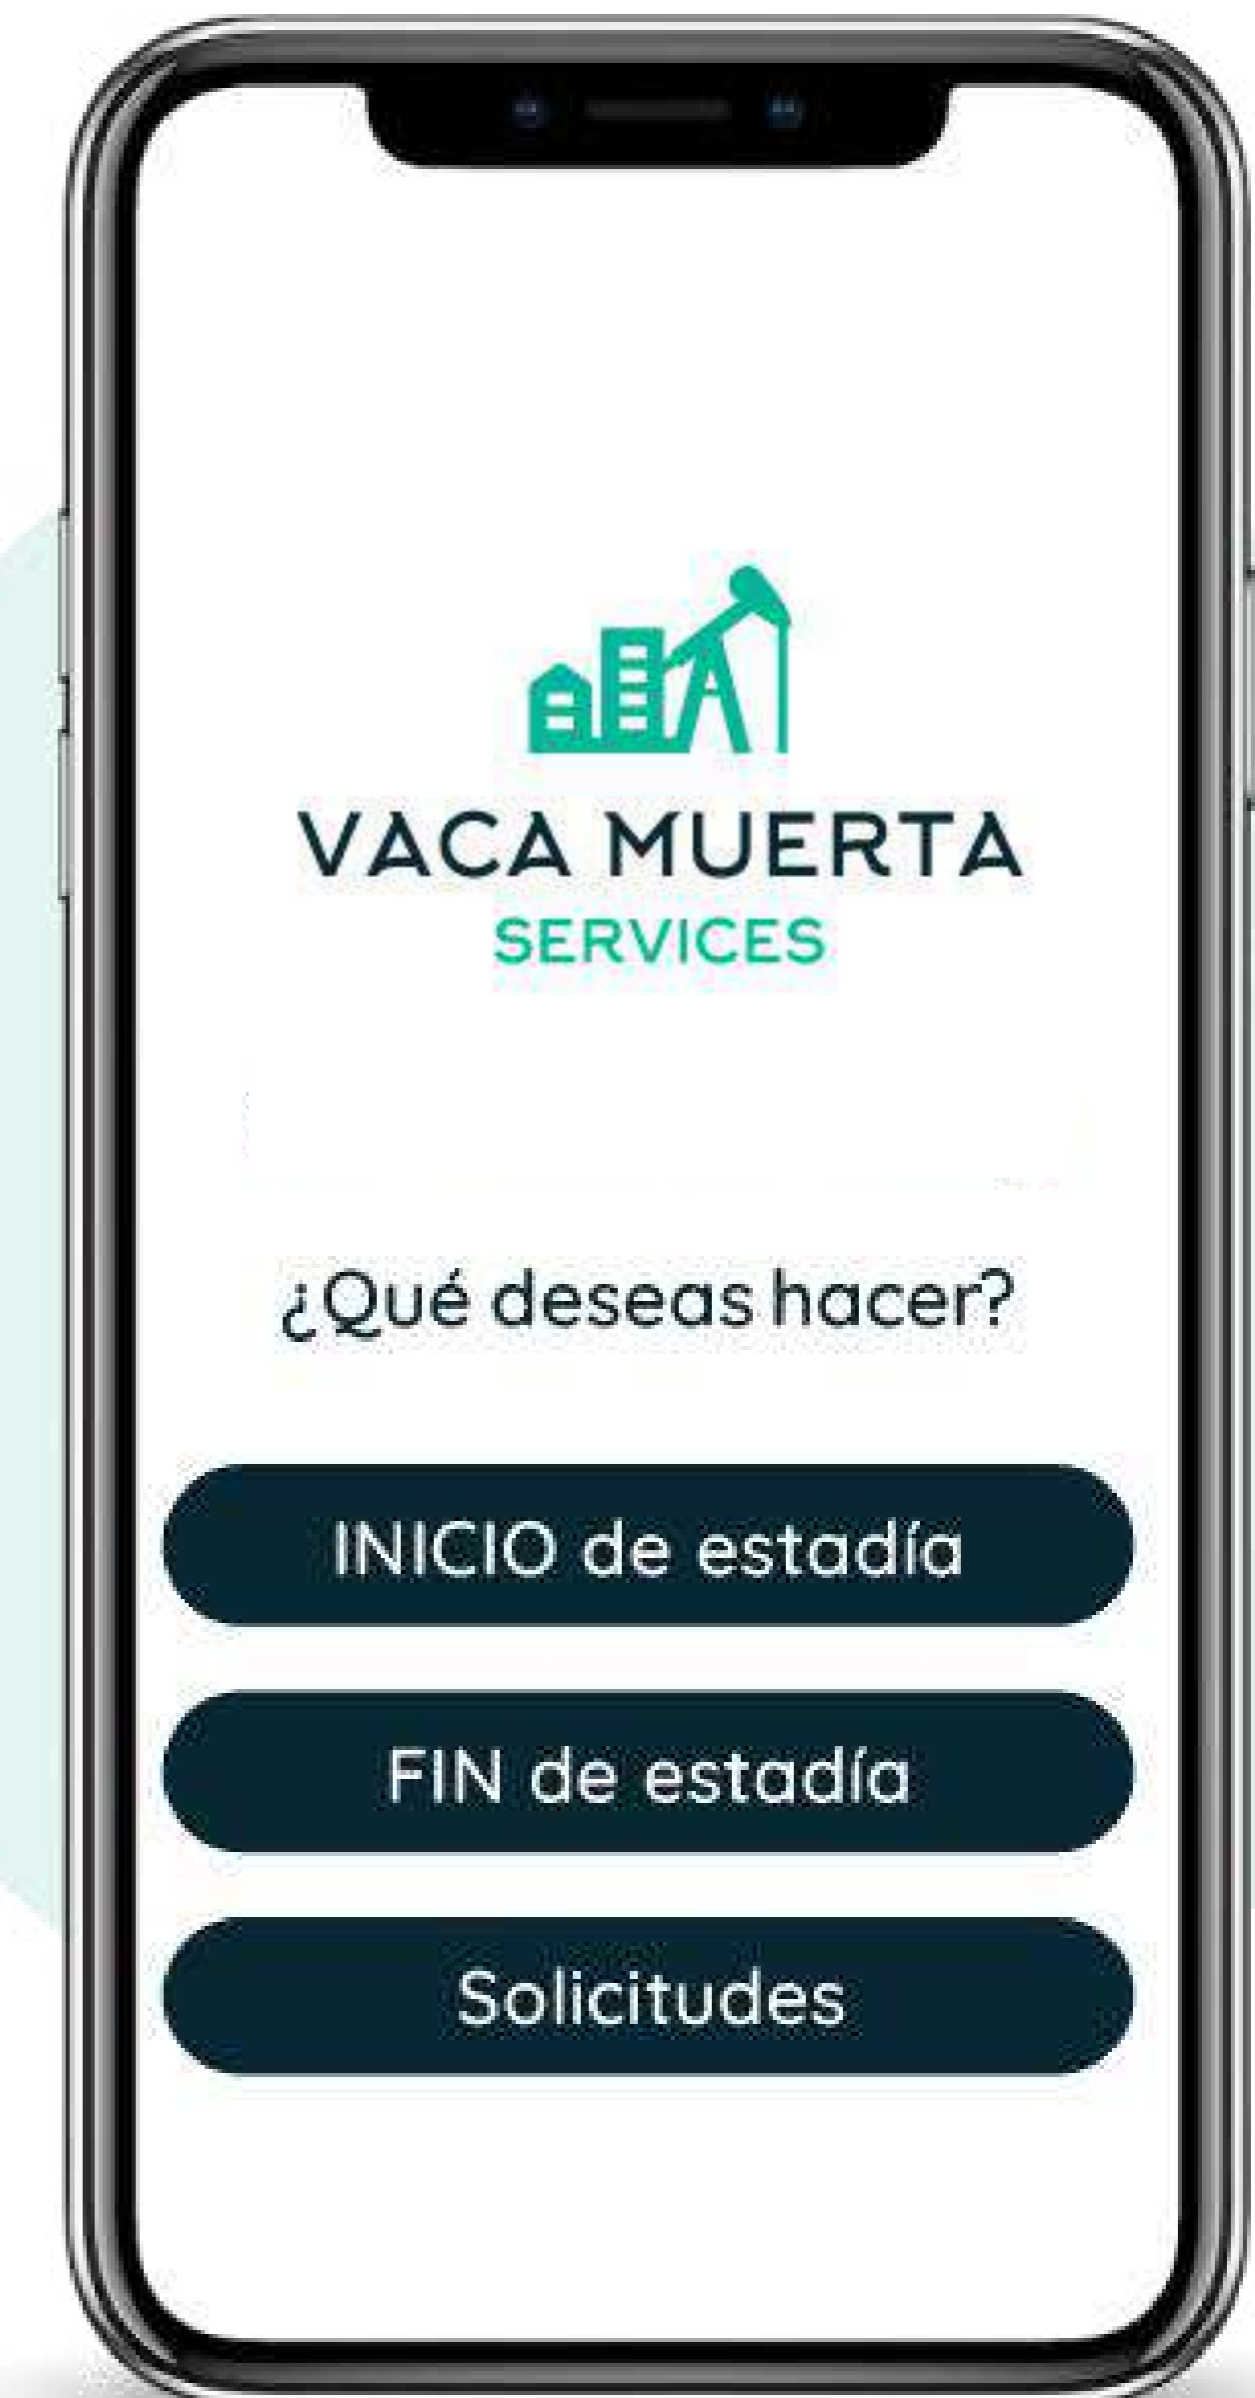 VACA MUERTA
SERVICES
¿Qué deseas hacer?
INICIO de estadía
FIN de estadía
Solicitudes